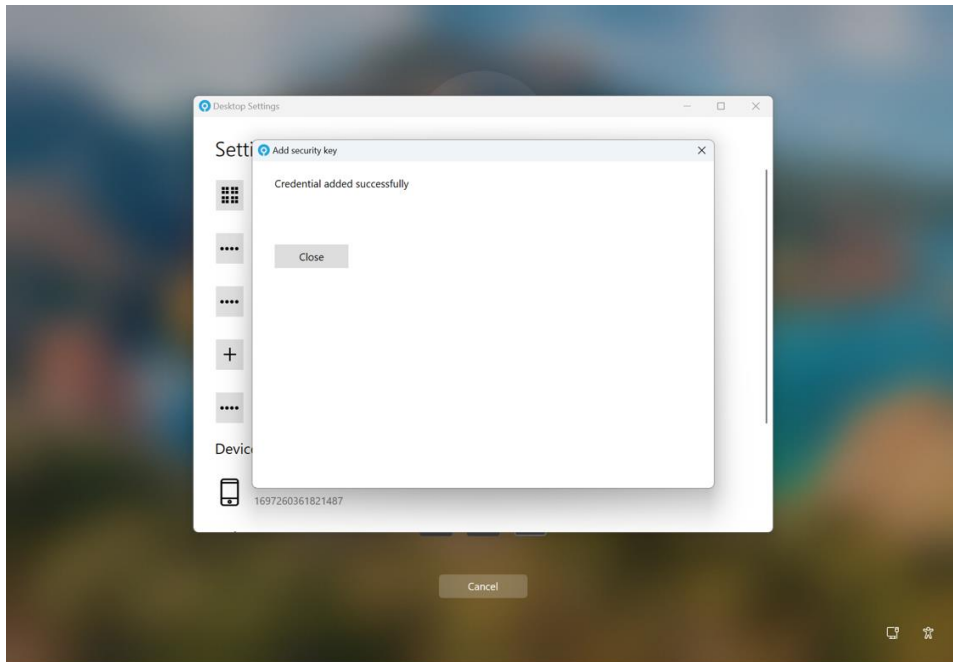 Desktop Settings
Setti
Add security key
Credential added successfully
Close
Devic
1697260361821487
Cancel